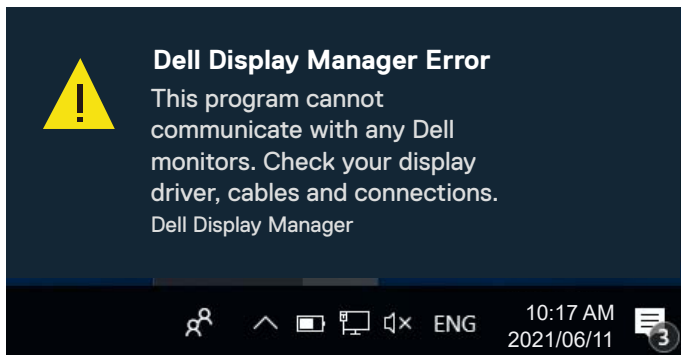 Dell Display Manager Error
This program cannot
communicate with any Dell
monitors. Check your display
driver, cables and connections.
Dell Display Manager
ENG
10:17 AM
2021/06/11
3